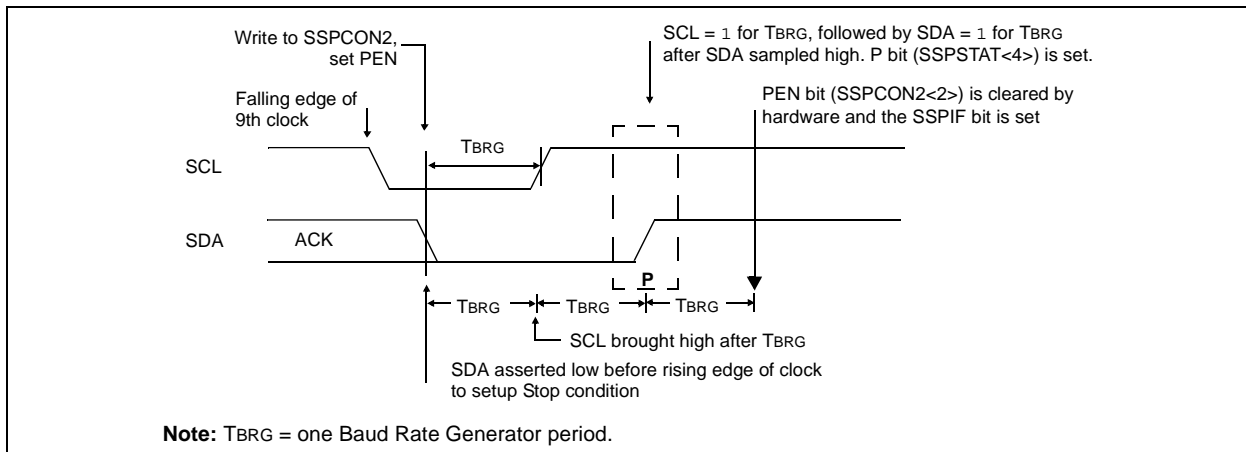 Write to SSPCON2,
set PEN
SCL = 1 for TBRG, followed by SDA = 1 for TBRG
after SDA sampled high. P bit (SSPSTAT<4>) is set.
Falling edge of
9th clock
PEN bit (SSPCON2<2>) is cleared by
hardware and the SSPIF bit is set
SCL
TBRG
SDA
ACK
P
TBRG
TBRG
TBRG
SCL brought high after TBRG
SDA asserted low before rising edge of clock
to setup Stop condition
Note: TBRG = one Baud Rate Generator period.